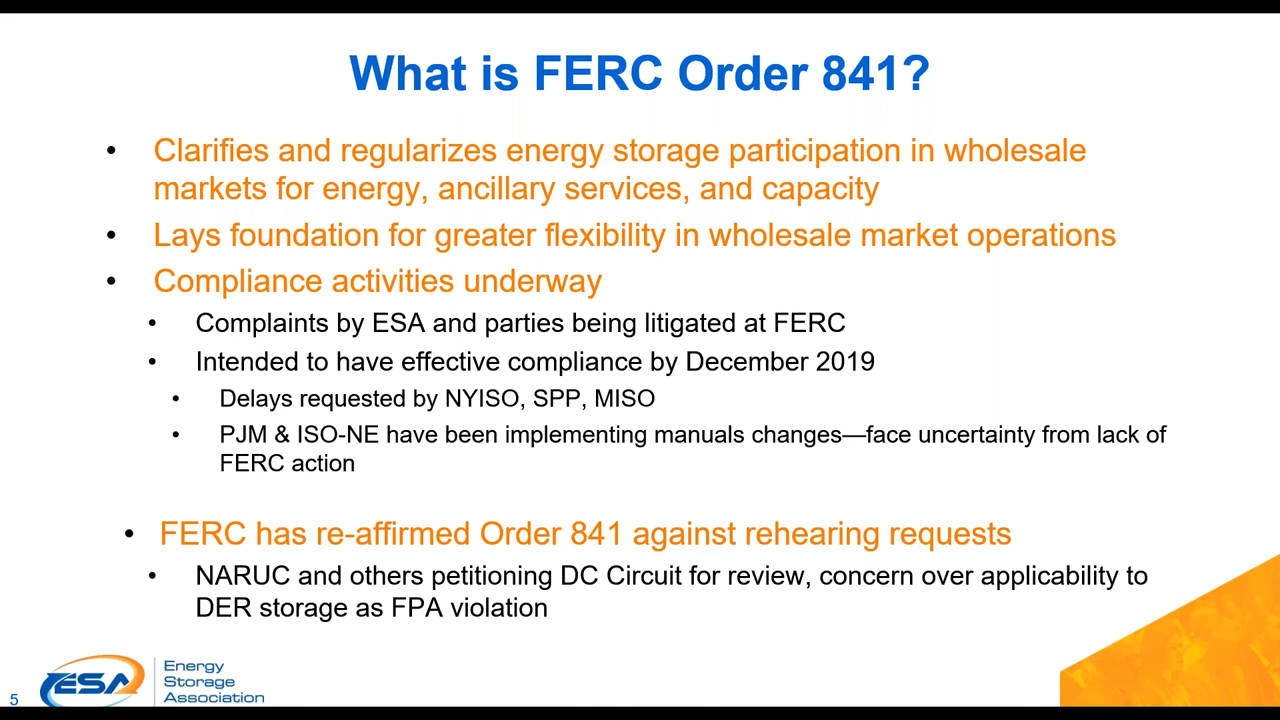 What is FERC Order 841?
• Clarifies and regularizes energy storage participation in wholesale
markets for energy, ancillary services, and capacity
• Lays foundation for greater flexibility in wholesale market operations
• Compliance activities underway
• Complaints by ESA and parties being litigated at FERC
• Intended to have effective compliance by December 2019
• Delays requested by NYISO, SPP, MISO
• PJM & ISO-NE have been implementing manuals changes—face uncertainty from lack of
FERC action
• FERC has re-affirmed Order 841 against rehearing requests
• NARUC and others petitioning DC Circuit for review, concern over applicability to
DER storage as FPA violation
5
ESA
Energy
Storage
Association